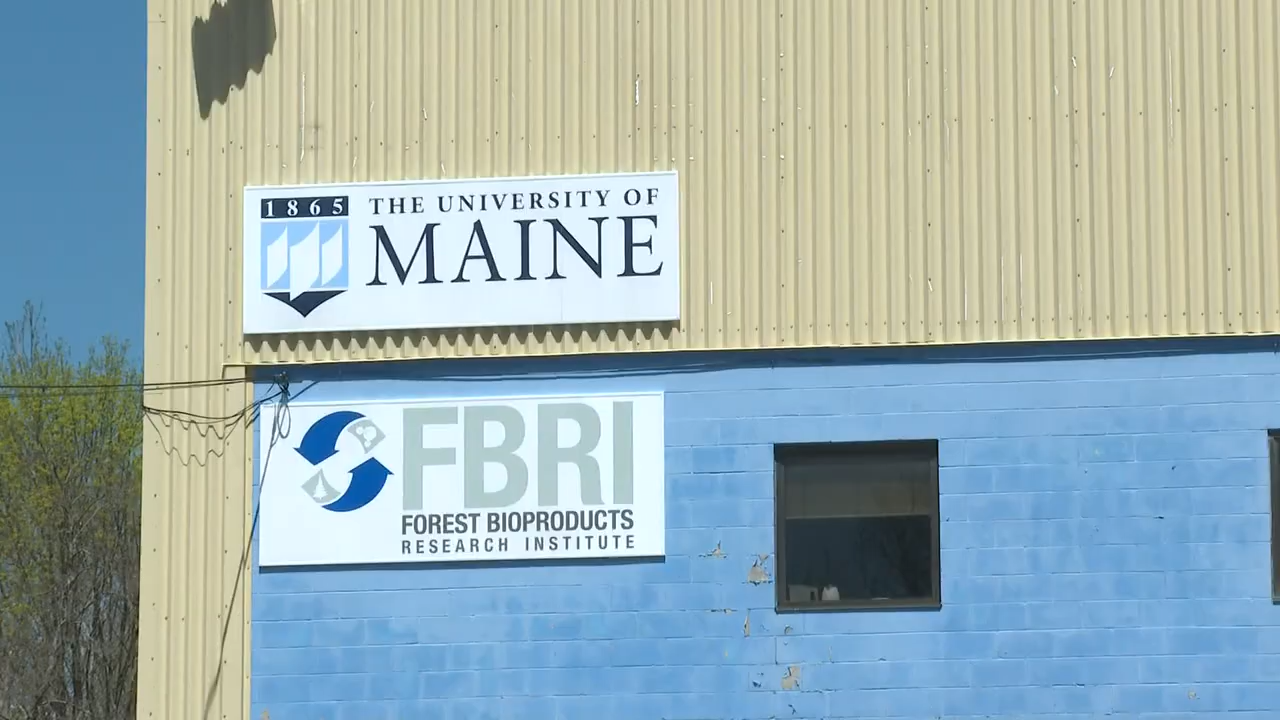 1865
THE UNIVERSITY OF
MAINE
FBRI
FOREST BIOPRODUCTS
RESEARCH INSTITUTE